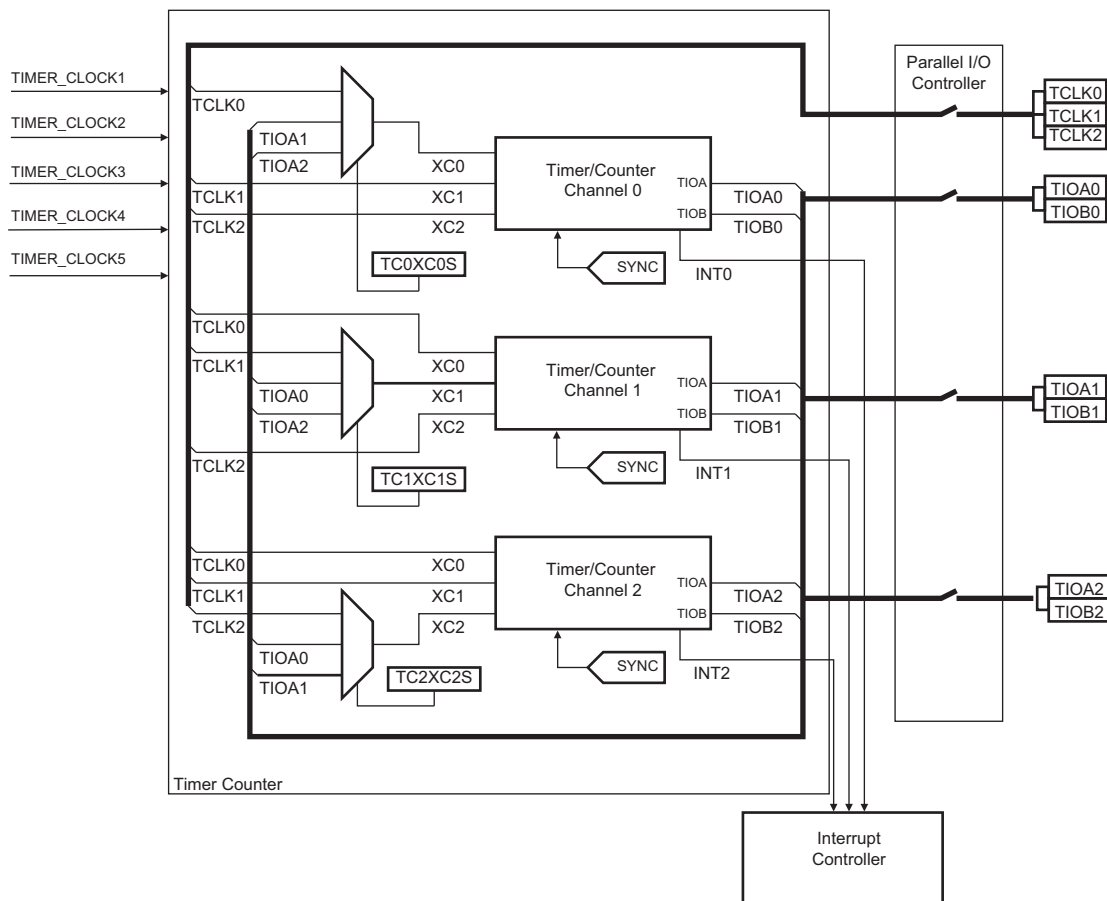 TIMER_CLOCK1
TIMER_CLOCK2
TIMER_CLOCK3
TIMER_CLOCK4
TIMER_CLOCK5
TCLK0
TIOA1
TIOA2
TCLK1
TCLK2
XC0
XC1
XC2
TC0XC0S
Timer/Counter
Channel 0
TIOA
TIOB
TIOA0
TIOB0
SYNC
INT0
TCLK0
TCLK1
TIOA0
TIOA2
TCLK2
XC0
XC1
XC2
TC1XC1S
Timer/Counter
Channel 1
TIOA
TIOB
TIOA1
TIOB1
SYNC
INT1
TCLK0
TCLK1
TCLK2
TIOA0
TIOA1
XC0
XC1
XC2
TC2XC2S
Timer/Counter
Channel 2
TIOA
TIOB
TIOA2
TIOB2
SYNC
INT2
Timer Counter
Parallel I/O
Controller
TCLK0
TCLK1
TCLK2
TIOA0
TIOB0
TIOA1
TIOB1
TIOA2
TIOB2
Interrupt
Controller